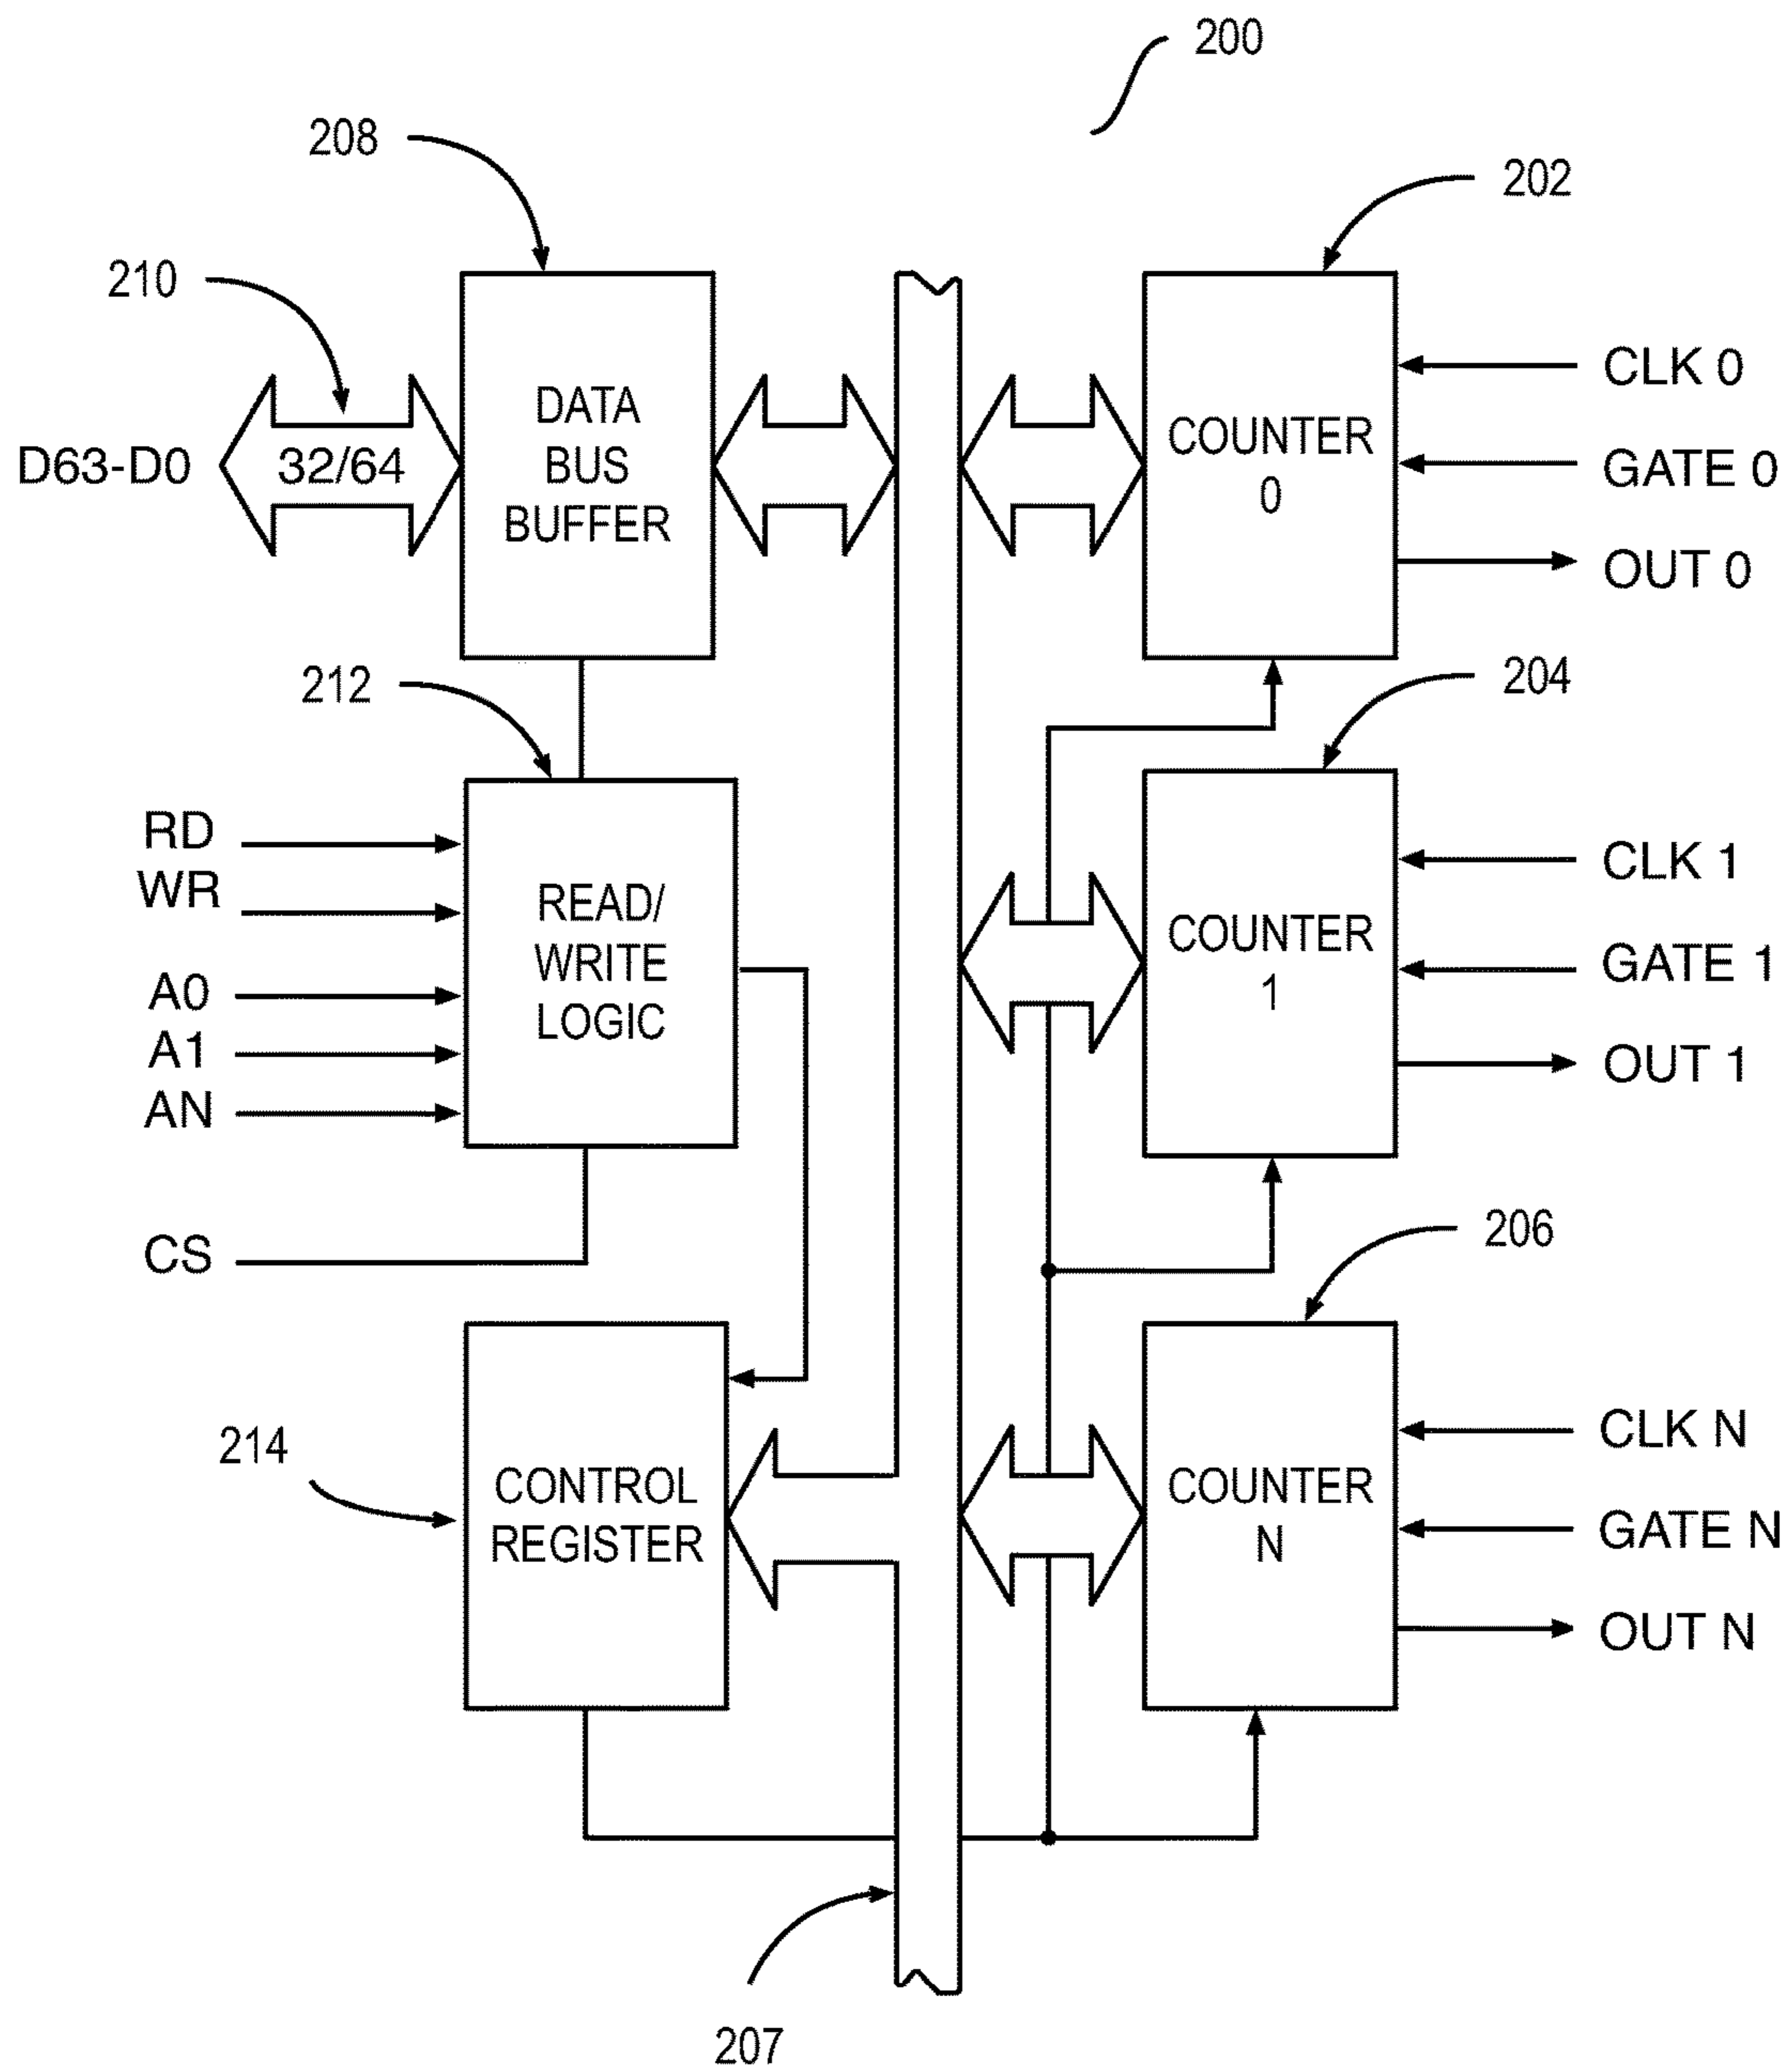 200
208
202
210
DATA
BUS
BUFFER
D63-D0
32/64
COUNTER
0
CLK 0
GATE 0
OUT 0
212
204
RD
WR
A0
A1
AN
READ/
WRITE
LOGIC
COUNTER
1
CLK 1
GATE 1
OUT 1
CS
206
214
CONTROL
REGISTER
COUNTER
N
CLK N
GATE N
OUT N
207